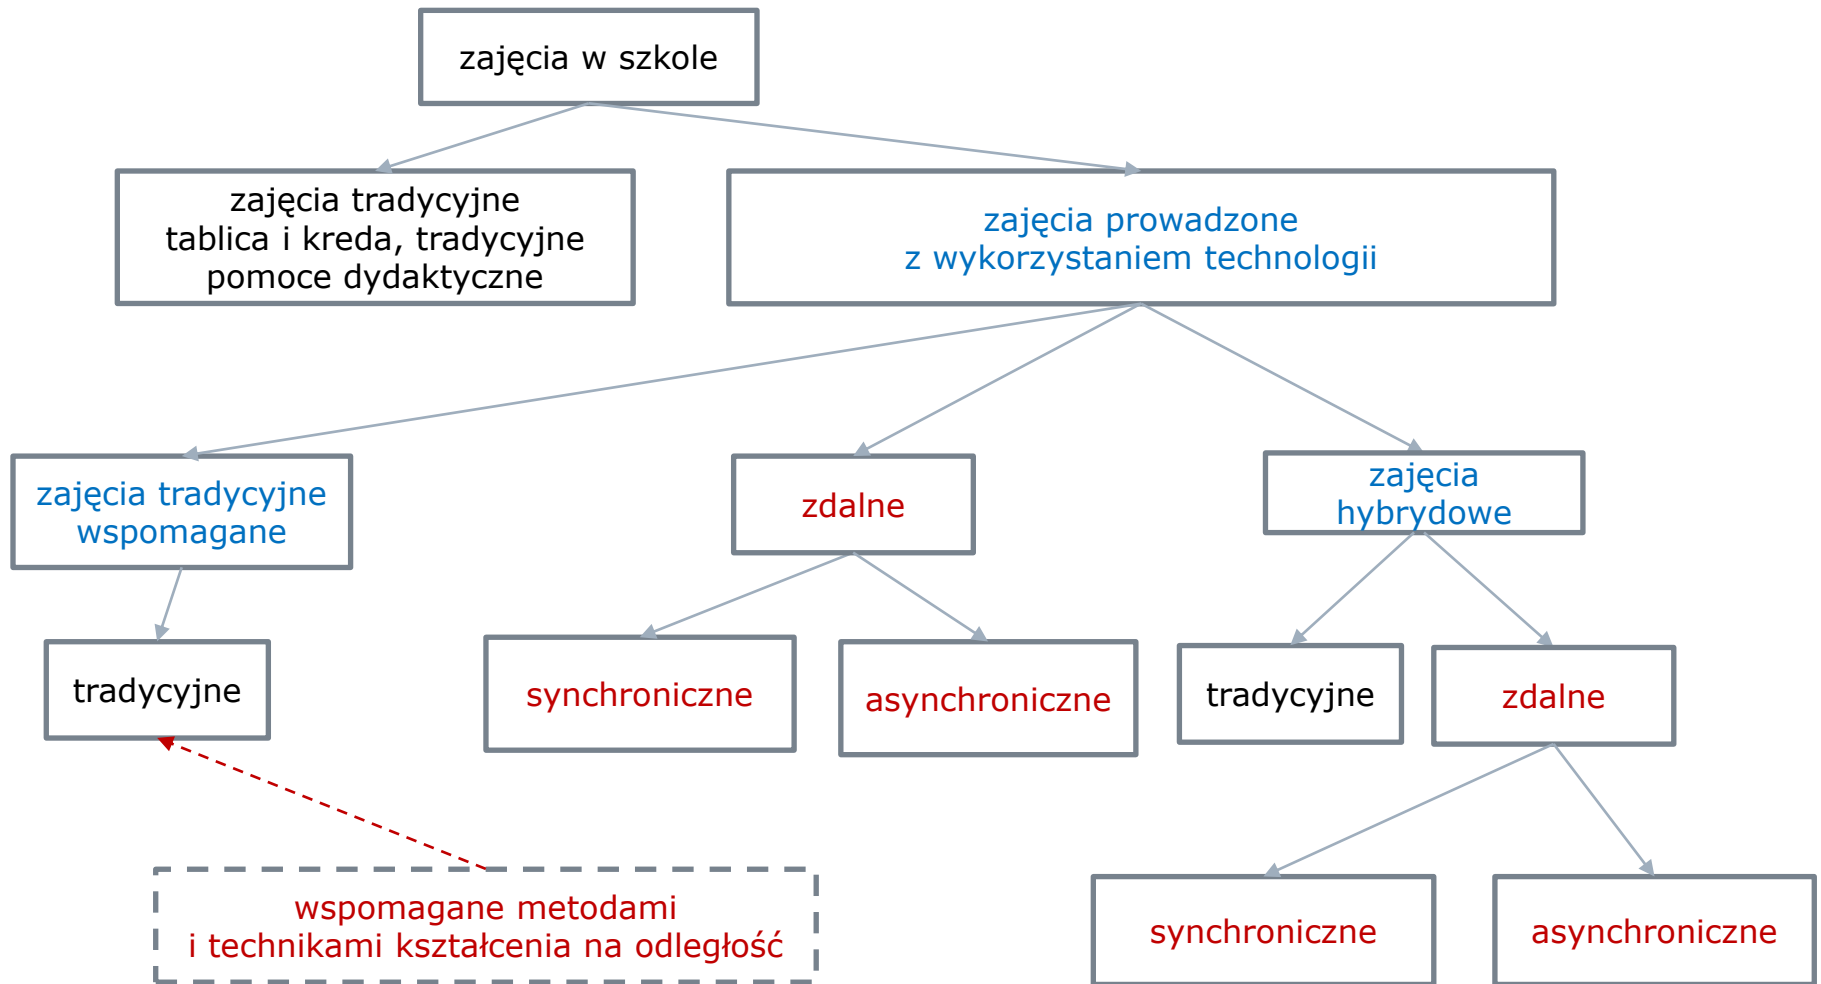 zajęcia w szkole
zajęcia tradycyjne
tablica i kreda, tradycyjne
pomoce dydaktyczne
zajęcia prowadzone
z wykorzystaniem technologii
zajęcia tradycyjne
wspomagane
zdalne
zajęcia
hybrydowe
tradycyjne
synchroniczne
asynchroniczne
tradycyjne
zdalne
wspomagane metodami
i technikami kształcenia na odległość
synchroniczne
asynchroniczne